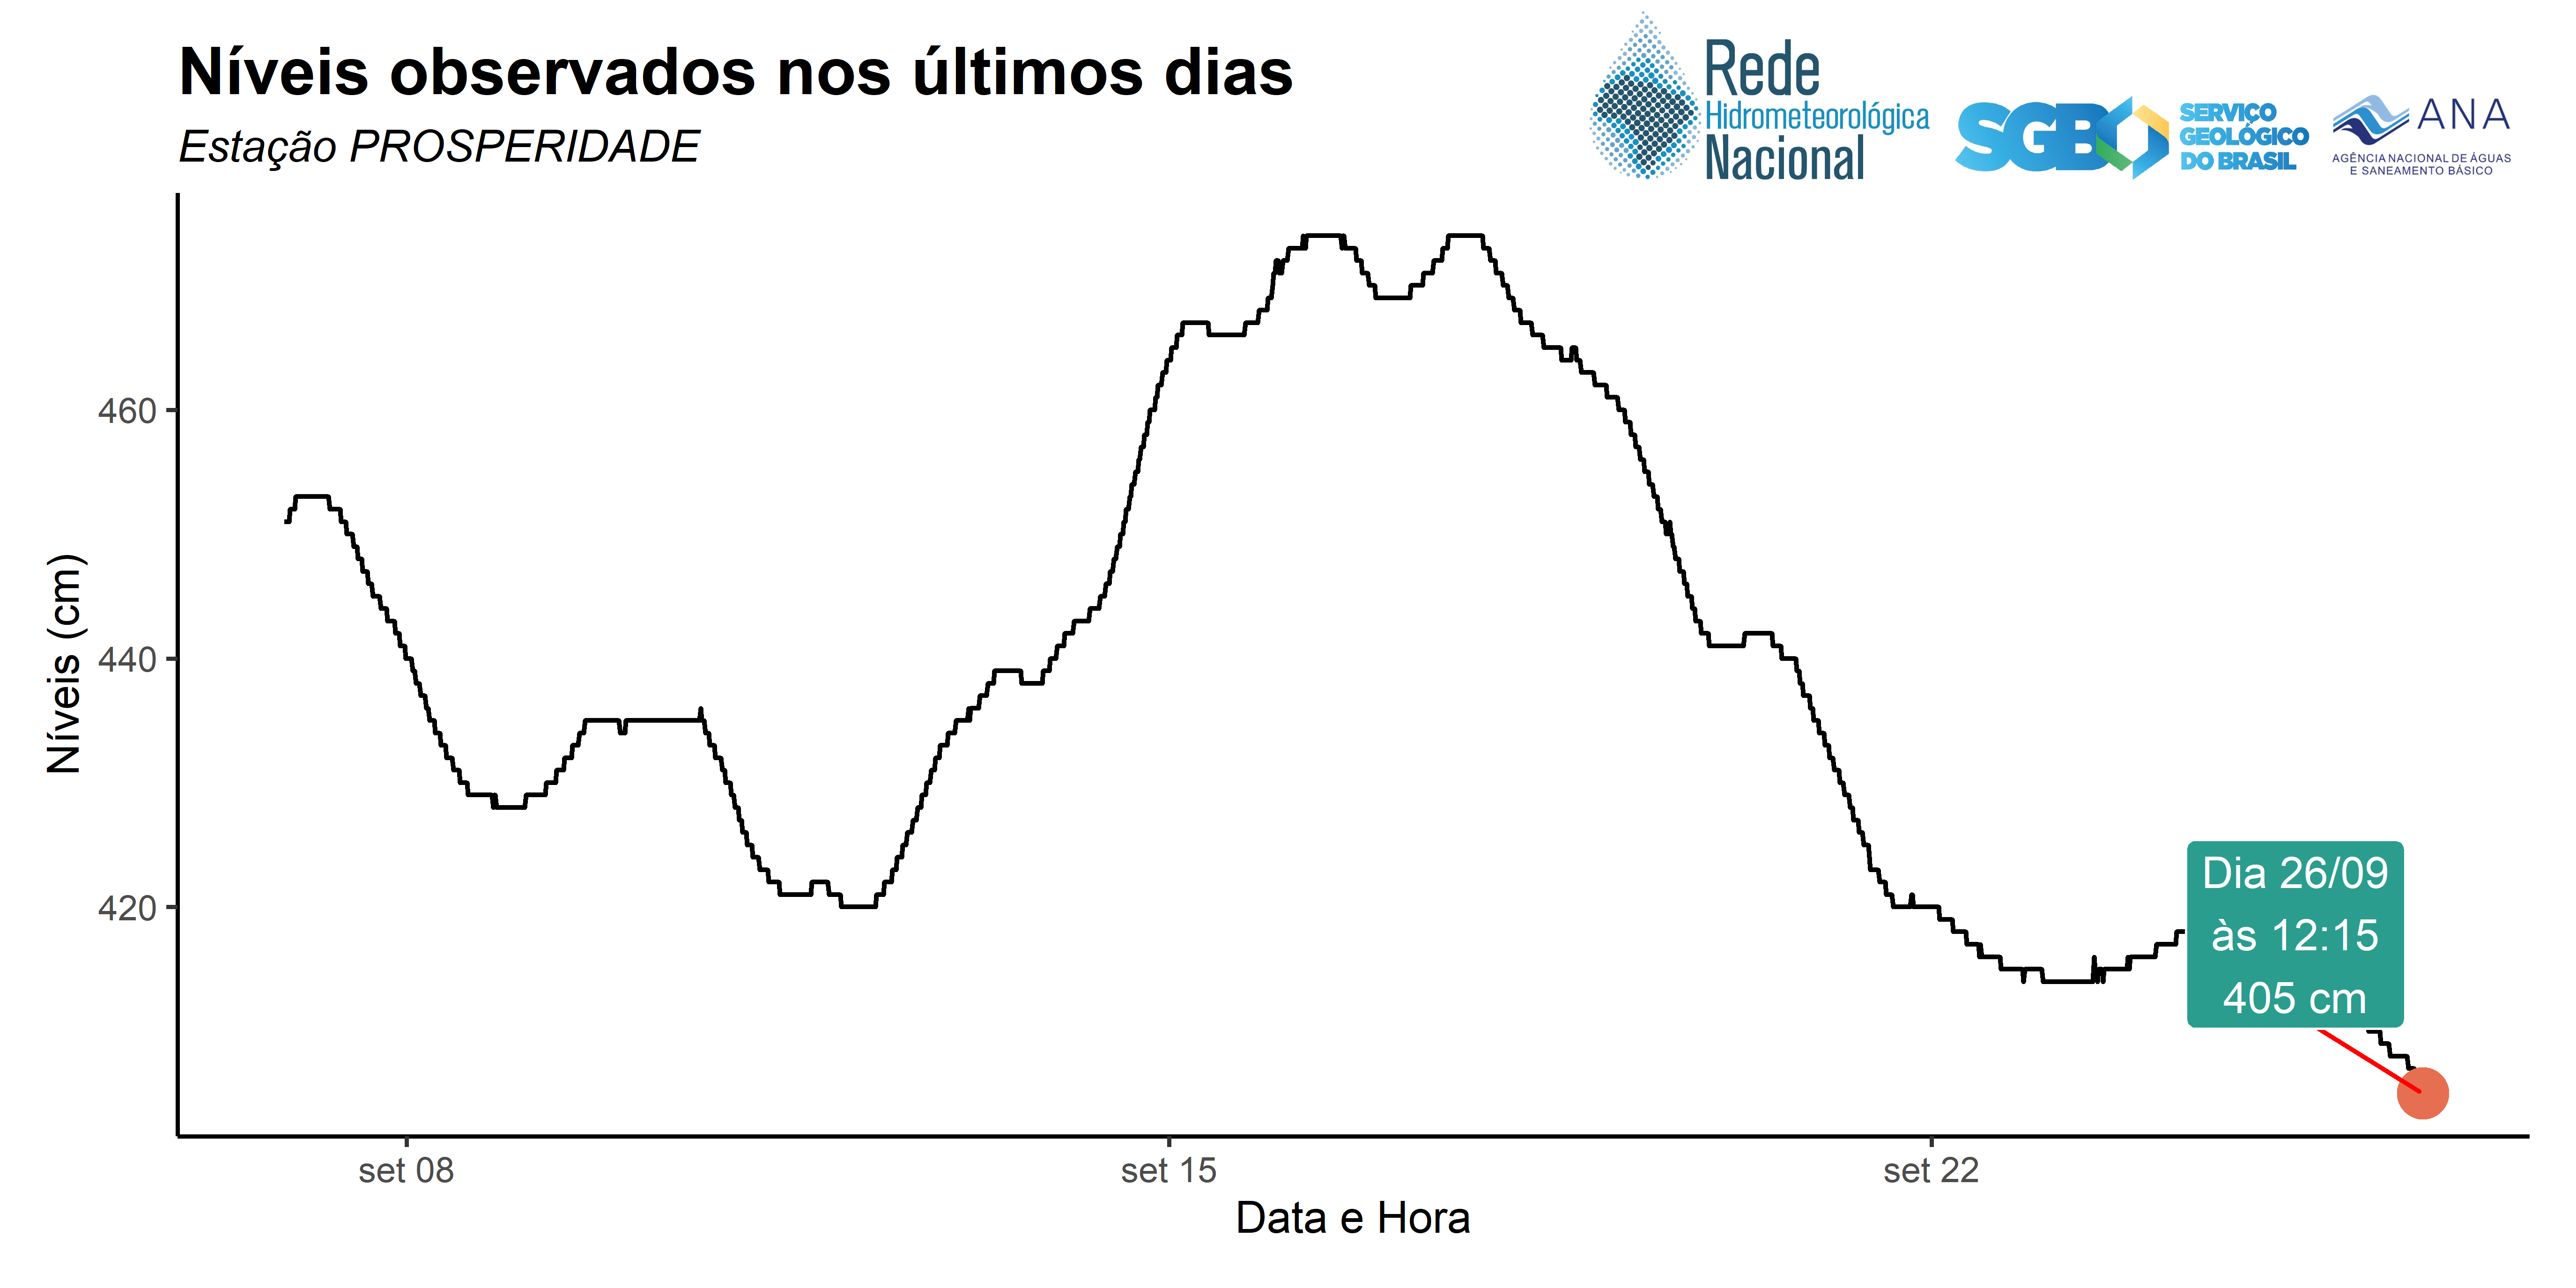 Níveis observados nos últimos dias
Estação PROSPERIDADE
Rede
Hidrometeorológica
Nacional
SGB
SERVIÇO
GEOLÓGICO
DO BRASIL
ANA
AGÊNCIA NACIONAL DE ÁGUAS
E SANEAMENTO BÁSICO
Níveis (cm)
460
440
420
Dia 26/09
às 12:15
405 cm
set 08
set 15
set 22
Data e Hora